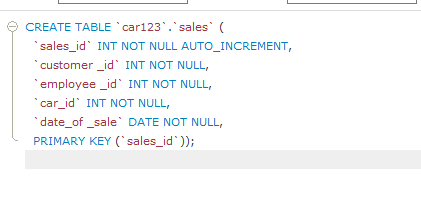 CREATE TABLE `car123`.`sales` (
`sales_id` INT NOT NULL AUTO_INCREMENT,
`customer _id` INT NOT NULL,
`employee _id` INT NOT NULL,
`car_id` INT NOT NULL,
`date_of _sale` DATE NOT NULL,
PRIMARY KEY (`sales_id`));